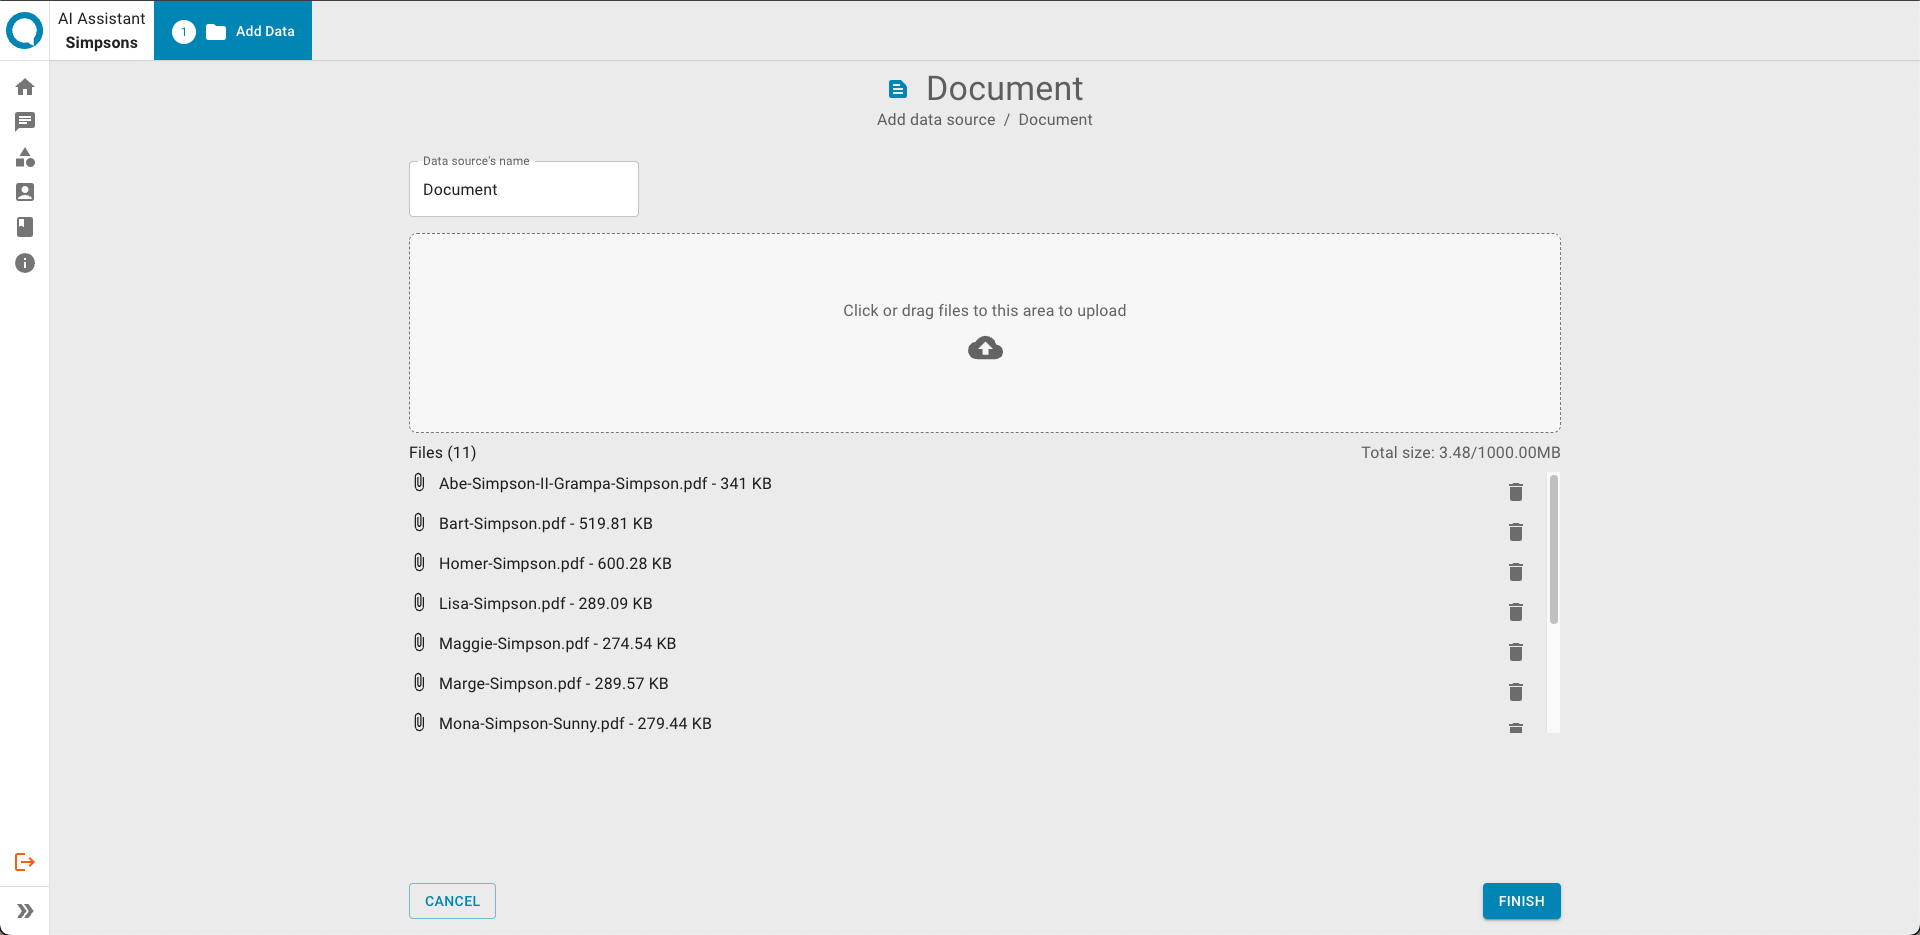 AI Assistant
Simpsons
1 Add Data
Document
Add data source / Document
Data source's name
Document
Click or drag files to this area to upload
Files (11) Total size: 3.48/1000.00MB
Abe-Simpson-II-Grampa-Simpson.pdf - 341 KB
Bart-Simpson.pdf - 519.81 KB
Homer-Simpson.pdf - 600.28 KB
Lisa-Simpson.pdf - 289.09 KB
Maggie-Simpson.pdf - 274.54 KB
Marge-Simpson.pdf - 289.57 KB
Mona-Simpson-Sunny.pdf - 279.44 KB
CANCEL FINISH